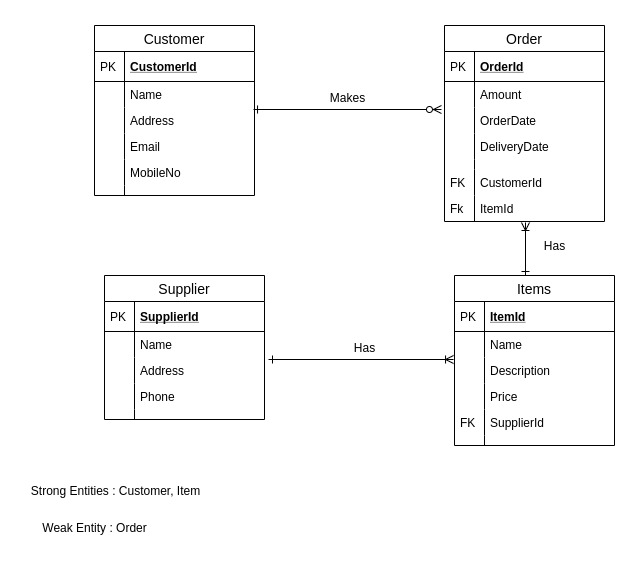 Customer
PK CustomerId
Name
Address
Email
MobileNo
Makes
Order
PK OrderId
Amount
OrderDate
DeliveryDate
FK CustomerId
Fk ItemId
Has
Supplier
PK SupplierId
Name
Address
Phone
Has
Items
PK ItemId
Name
Description
Price
FK SupplierId
Strong Entities : Customer, Item
Weak Entity : Order